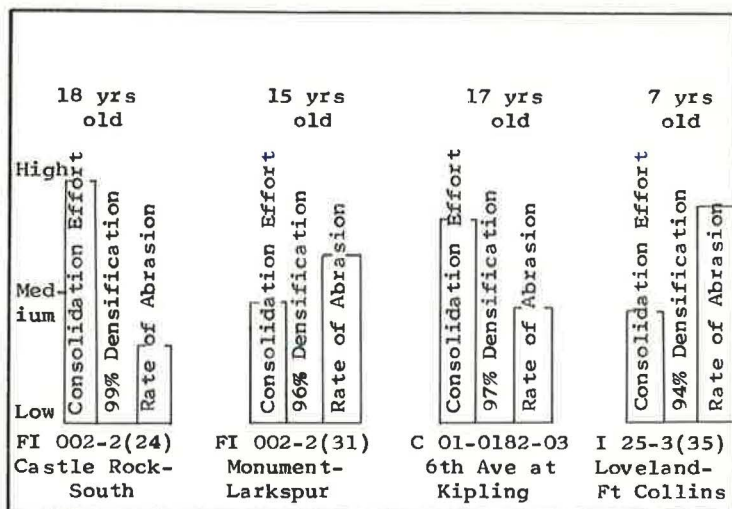 18 yrs old
15 yrs old
17 yrs old
7 yrs old
High
Med-
ium
Low
Consolidation Effort
99% Densification
Rate of Abrasion
Consolidation Effort
96% Densification
Rate of Abrasion
Consolidation Effort
97% Densification
Rate of Abrasion
Consolidation Effort
94% Densification
Rate of Abrasion
FI 002-2(24)
Castle Rock-
South
FI 002-2(31)
Monument-
Larkspur
C 01-0182-03
6th Ave at
Kipling
I 25-3(35)
Loveland-
Ft Collins